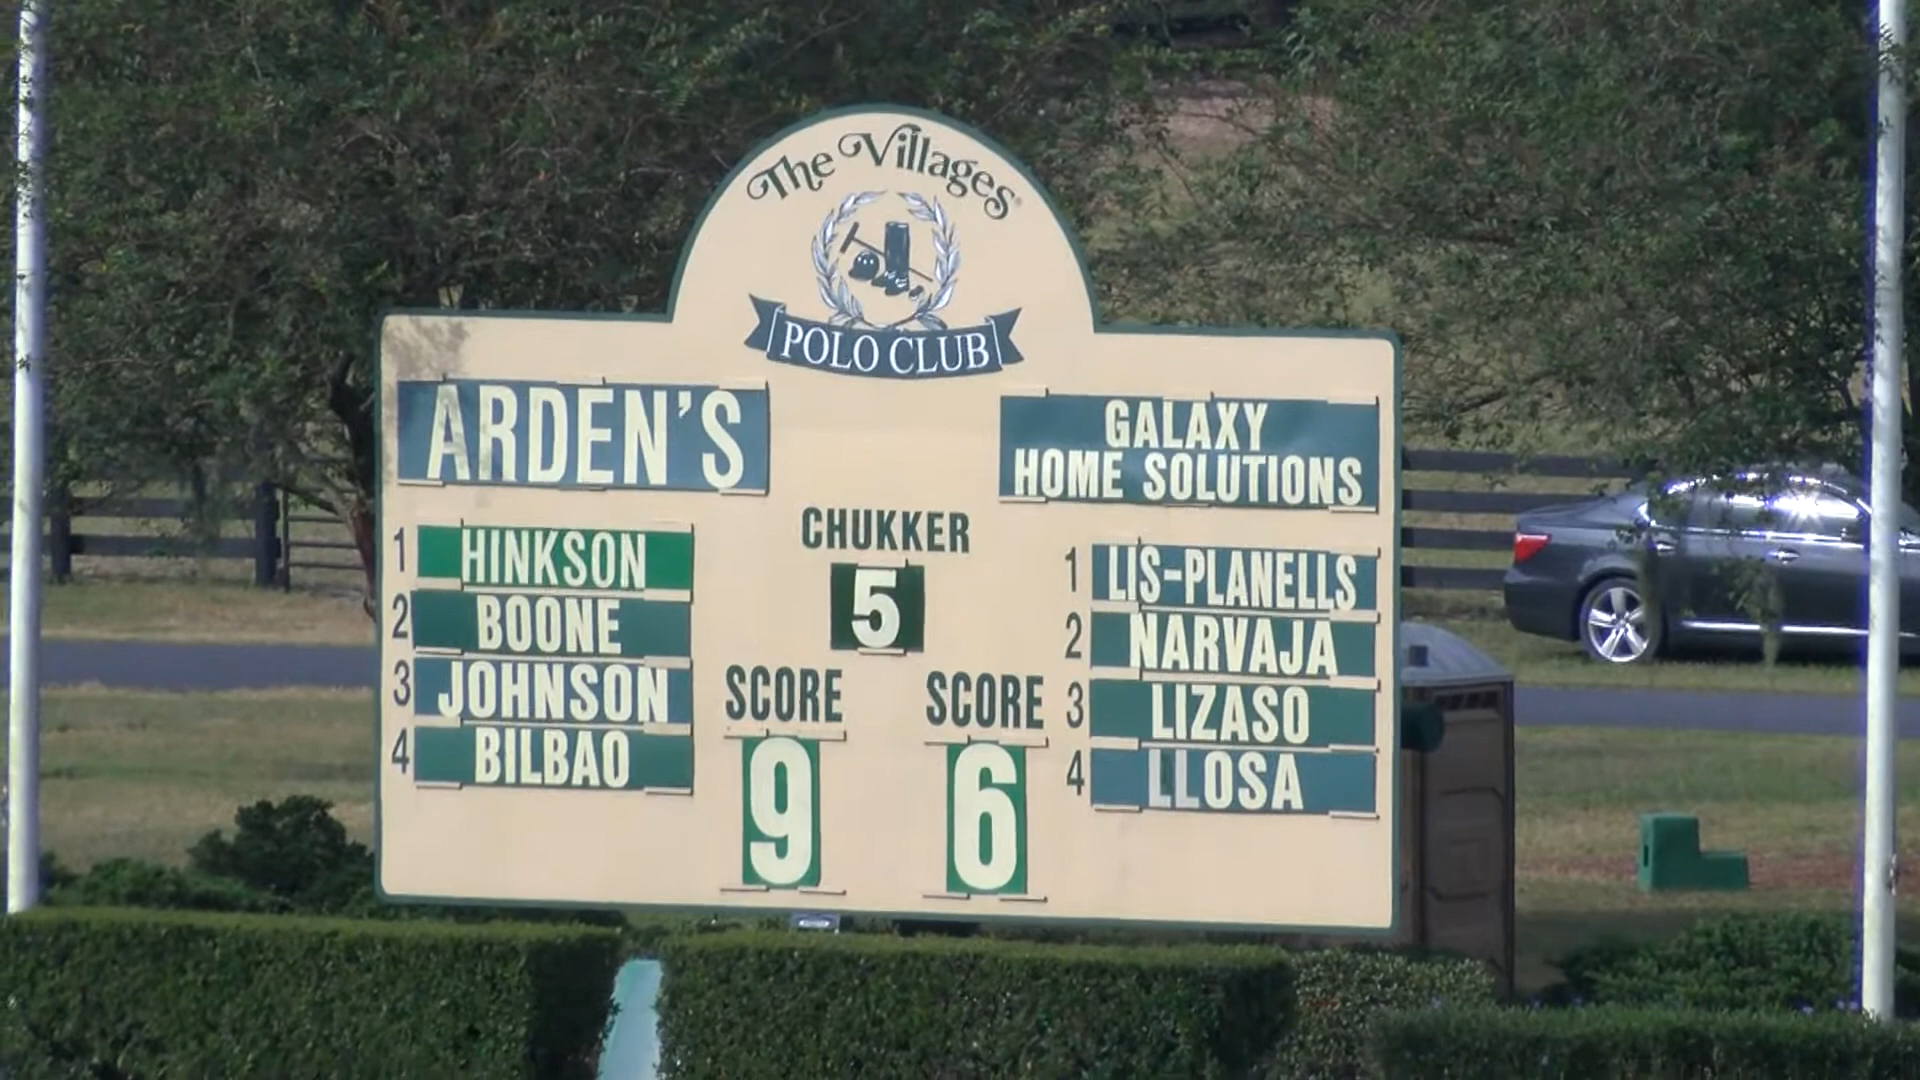 The Villages
POLO CLUB
ARDEN'S
GALAXY
HOME SOLUTIONS
CHUKKER
5
1 HINKSON
2 BOONE
3 JOHNSON
4 BILBAO
SCORE
9
SCORE
6
1 LIS-PLANELLS
2 NARVAJA
3 LIZASO
4 LLOSA